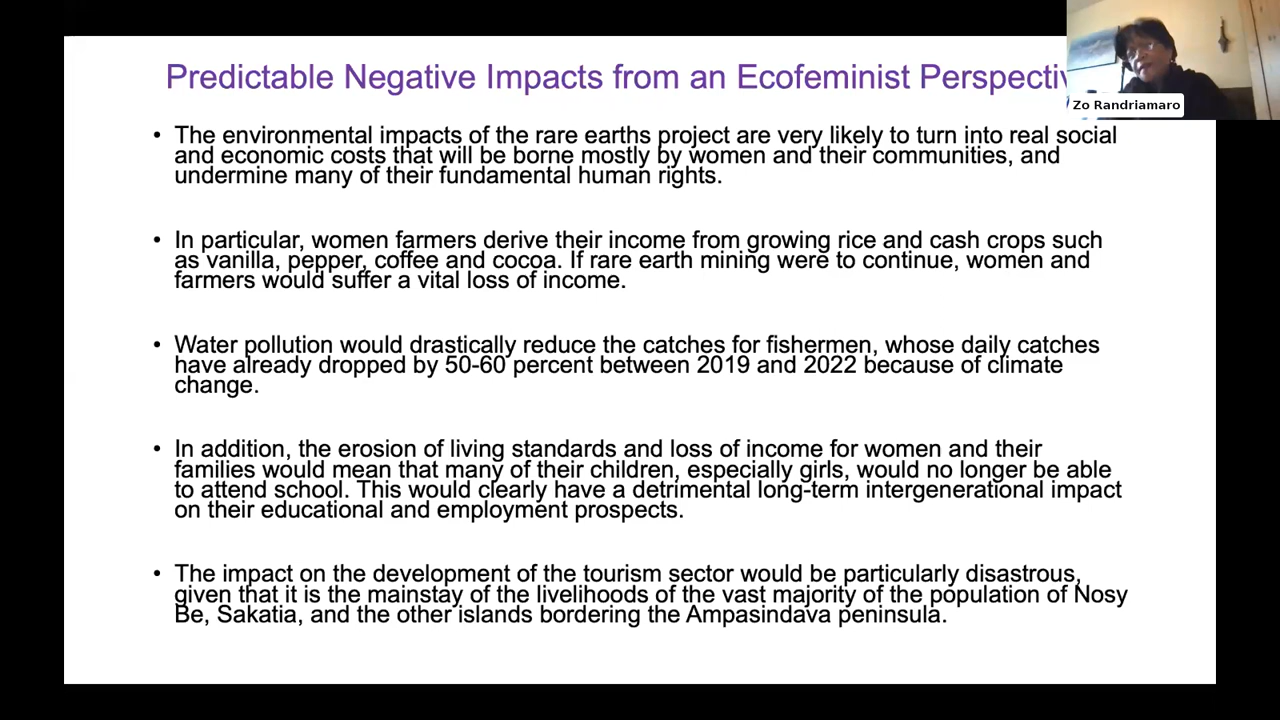 Predictable Negative Impacts from an Ecofeminist
Zo Randriamaro
• The environmental impacts of the rare earths project are very likely to turn into real social
and economic costs that will be borne mostly by women and their communities, and
undermine many of their fundamental human rights.
• In particular, women farmers derive their income from growing rice and cash crops such
as vanilla, pepper, coffee and cocoa. If rare earth mining were to continue, women and
farmers would suffer a vital loss of income.
• Water pollution would drastically reduce the catches for fishermen, whose daily catches
have already dropped by 50-60 percent between 2019 and 2022 because of climate
change.
• In addition, the erosion of living standards and loss of income for women and their
families would mean that many of their children, especially girls, would no longer be able
to attend school. This would clearly have a detrimental long-term intergenerational impact
on their educational and employment prospects.
• The impact on the development of the tourism sector would be particularly disastrous,
given that it is the mainstay of the livelihoods of the vast majority of the population of Nosy
Be, Sakatia, and the other islands bordering the Ampasindava peninsula.